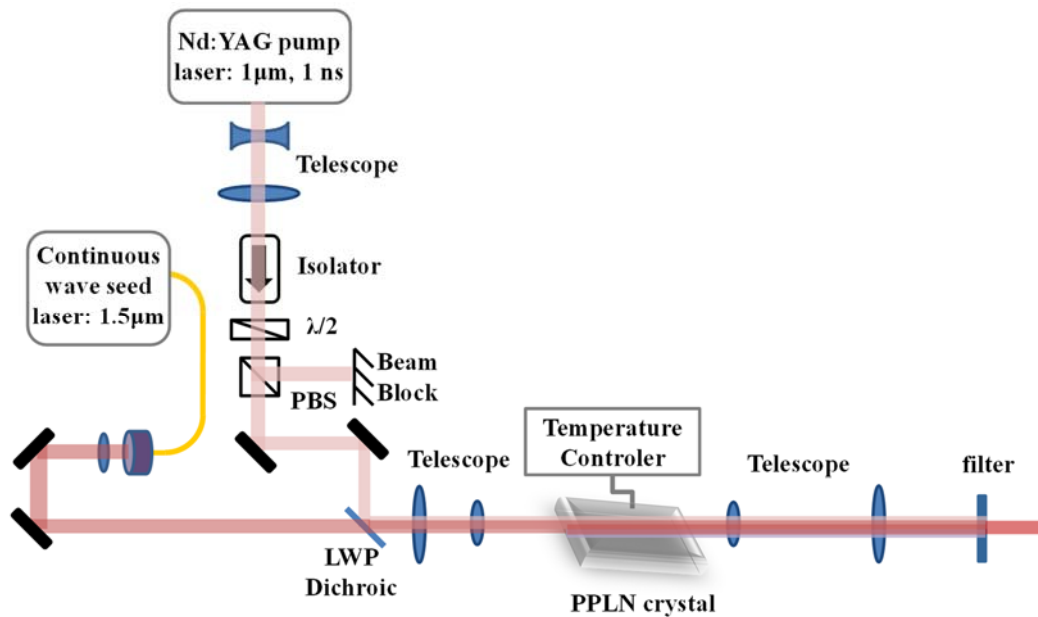 Nd:YAG pump
laser: 1μm, 1 ns
Telescope
Continuous
wave seed
laser: 1.5μm
Isolator
λ/2
Beam
Block
PBS
Temperature
Controler
Telescope
Telescope
filter
LWP
Dichroic
PPLN crystal